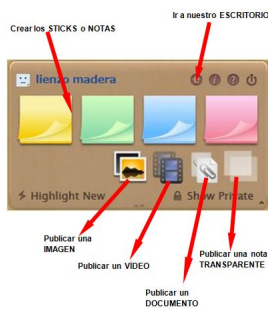 Ir a nuestro ESCRITORIO
Crear los STICKS o NOTAS
lienzo madera
Highlight New
Show Private
Publicar una
IMAGEN
Publicar un VÍDEO
Publicar una nota
TRANSPARENTE
Publicar un
DOCUMENTO